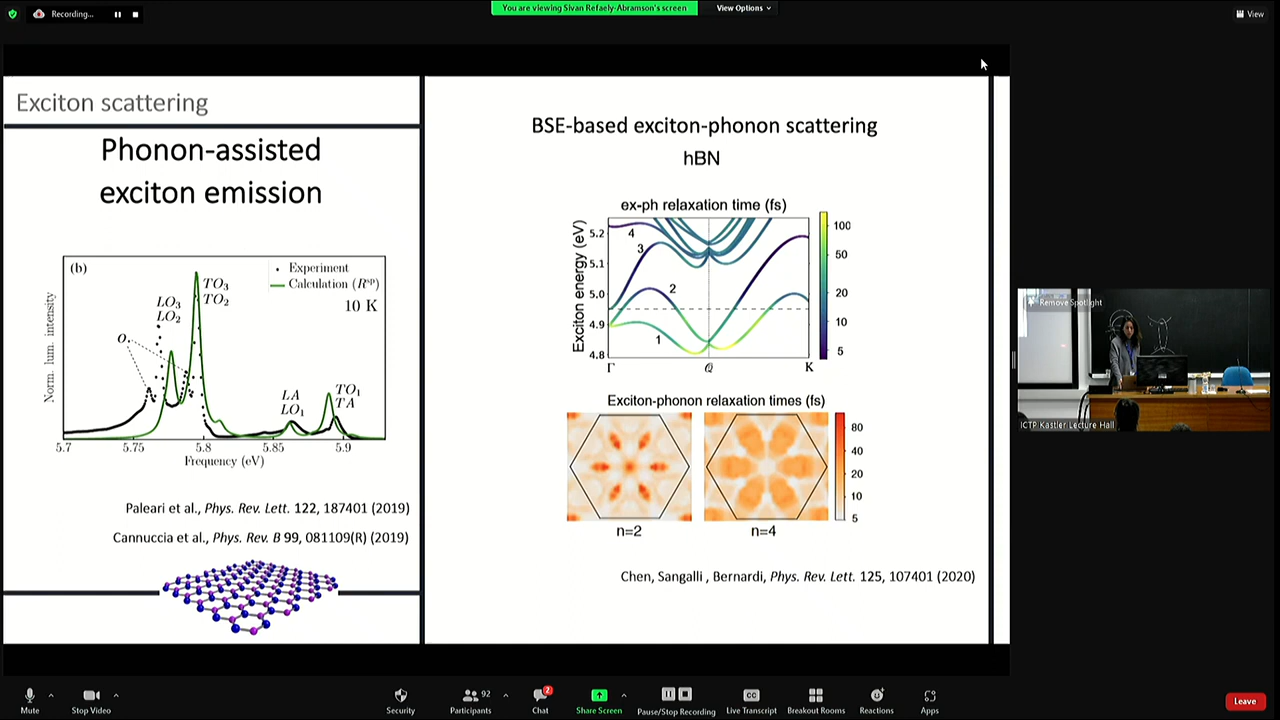 Recording...
You are viewing Sivan Refaely-Abramson's screen
View Options
View
Exciton scattering
Phonon-assisted
exciton emission
(b)
Experiment
Calculation (R^sp)
10 K
LO3
LO2
TO3
TO2
O.
LA
LO1
TO1
TA
Norm. lum. intensity
5.7
5.75
5.8
5.85
5.9
Frequency (eV)
Paleari et al., Phys. Rev. Lett. 122, 187401 (2019)
Cannuccia et al., Phys. Rev. B 99, 081109(R) (2019)
BSE-based exciton-phonon scattering
hBN
ex-ph relaxation time (fs)
Exciton energy (eV)
5.2
5.1
5.0
4.9
4.8
4
3
2
1
Γ
Q
K
100
50
20
10
5
Exciton-phonon relaxation times (fs)
80
40
20
10
5
n=2
n=4
Chen, Sangalli , Bernardi, Phys. Rev. Lett. 125, 107401 (2020)
Remove Spotlight
ICTP Kastler Lecture Hall
Mute
Stop Video
Security
92
Participants
2
Chat
Share Screen
Pause/Stop Recording
CC
Live Transcript
Breakout Rooms
Reactions
Apps
Leave